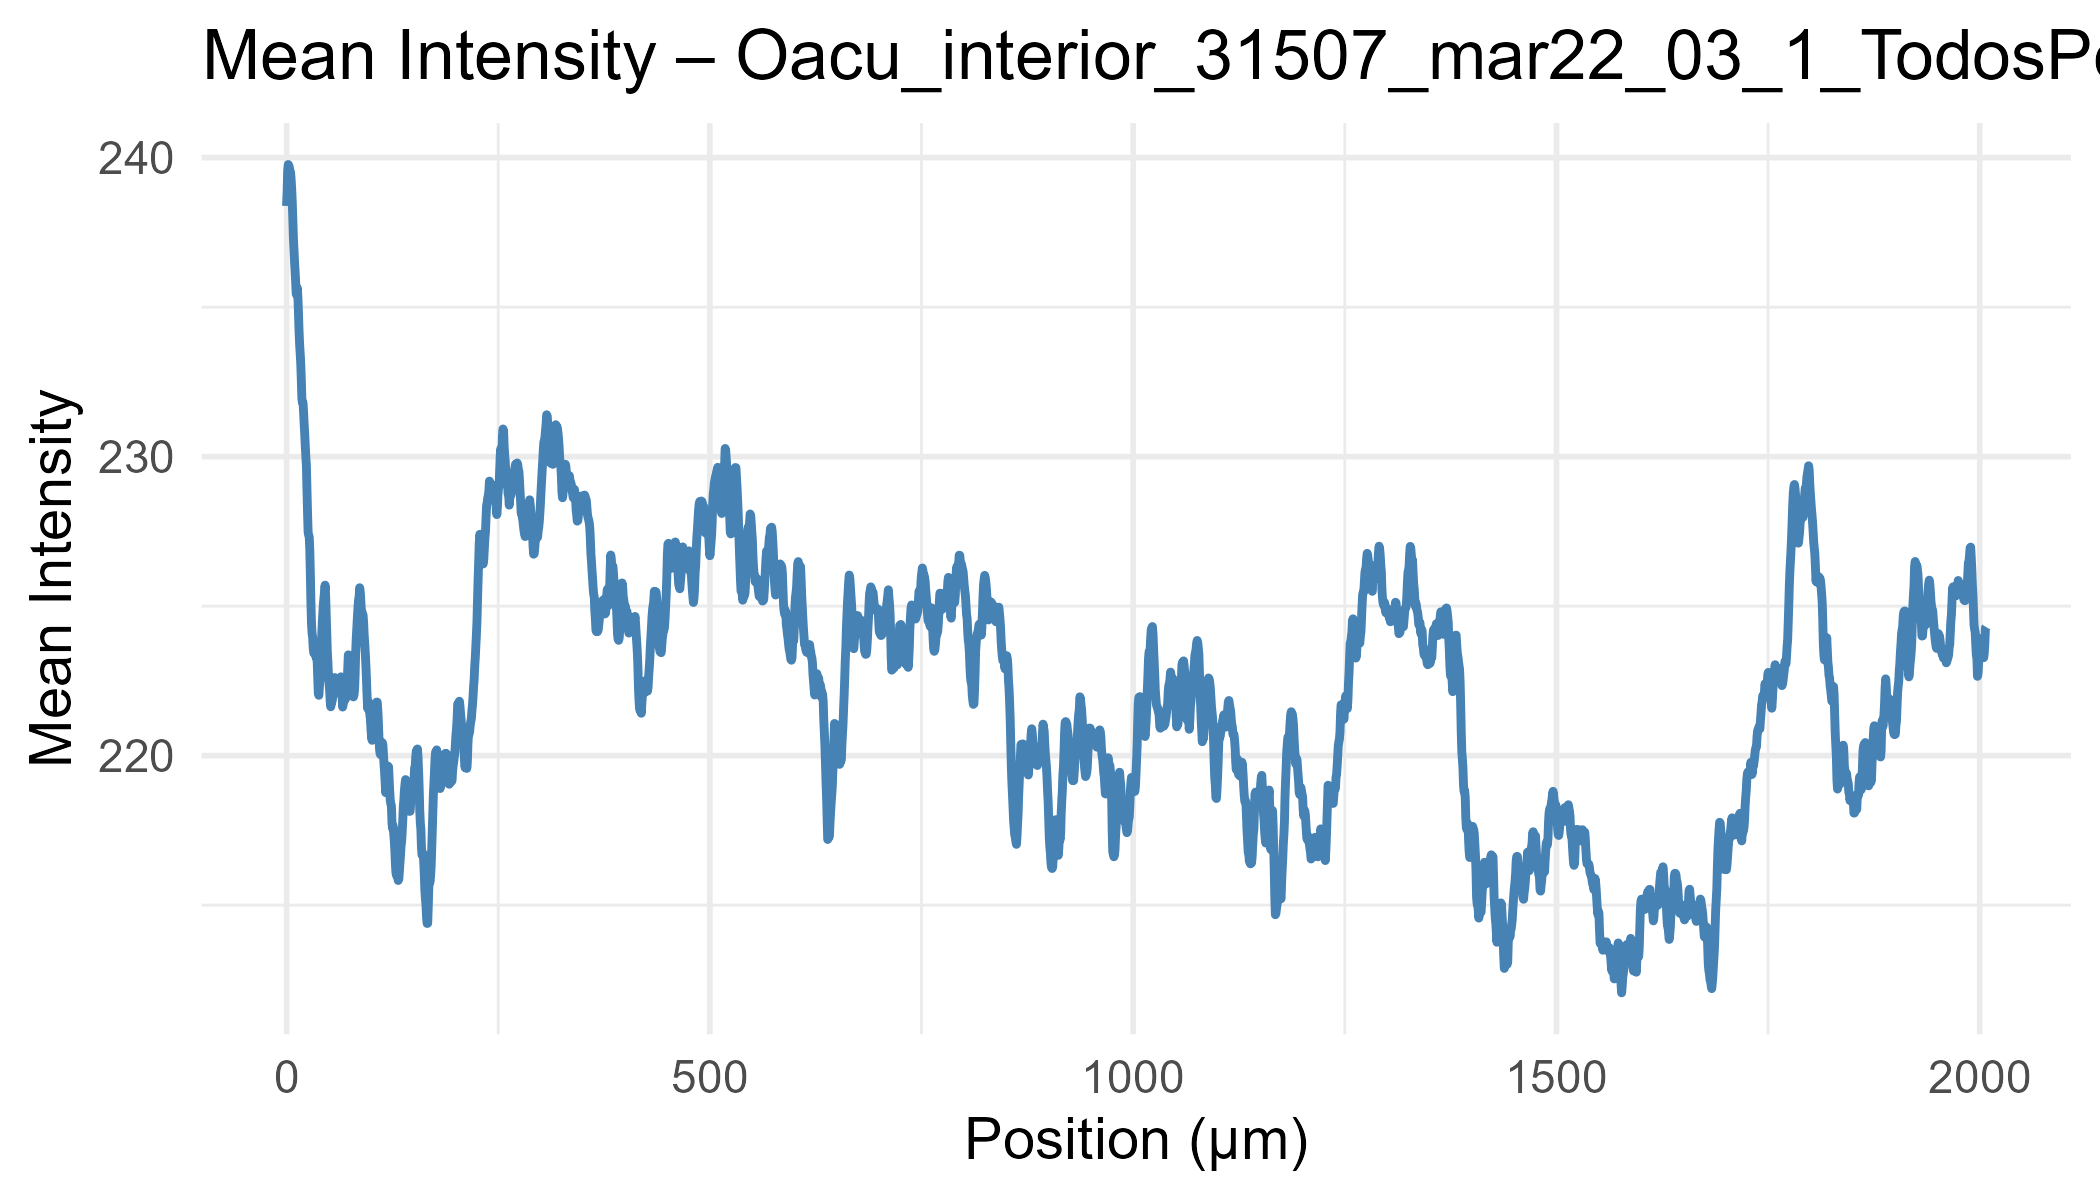 Mean Intensity – Oacu_interior_31507_mar22_03_1_TodosPo
Mean Intensity
240
230
220
0 500 1000 1500 2000
Position (µm)